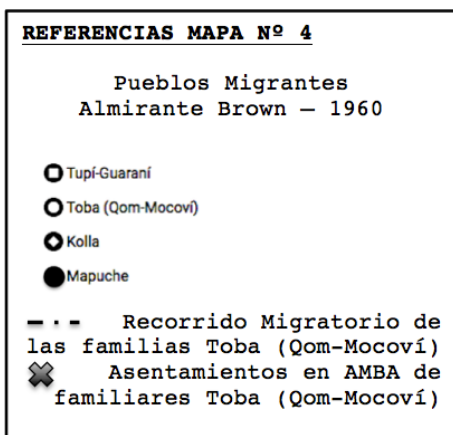 REFERENCIAS MAPA Nº 4
Pueblos Migrantes
Almirante Brown – 1960
Tupí-Guaraní
Toba (Qom-Mocoví)
Kolla
Mapuche
Recorrido Migratorio de
las familias Toba (Qom-Mocoví)
Asentamientos en AMBA de
familiares Toba (Qom-Mocoví)